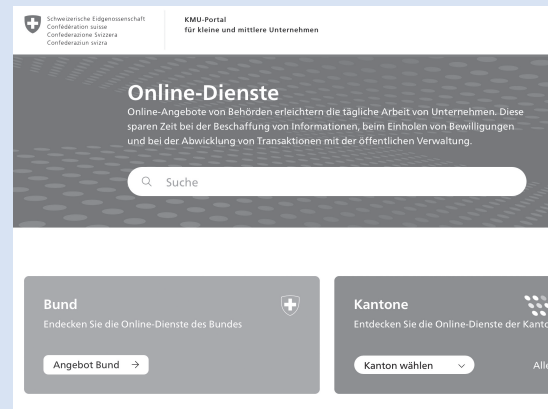 Schweizerische Eidgenossenschaft
Confédération suisse
Confederazione Svizzera
Confederaziun svizra
KMU-Portal
für kleine und mittlere Unternehmen
Online-Dienste
Online-Angebote von Behörden erleichtern die tägliche Arbeit von Unternehmen. Diese
sparen Zeit bei der Beschaffung von Informationen, beim Einholen von Bewilligungen
und bei der Abwicklung von Transaktionen mit der öffentlichen Verwaltung.
Suche
Bund
Endecken Sie die Online-Dienste des Bundes
Angebot Bund
Kantone
Entdecken Sie die Online-Dienste der Kanto
Kanton wählen
Alle